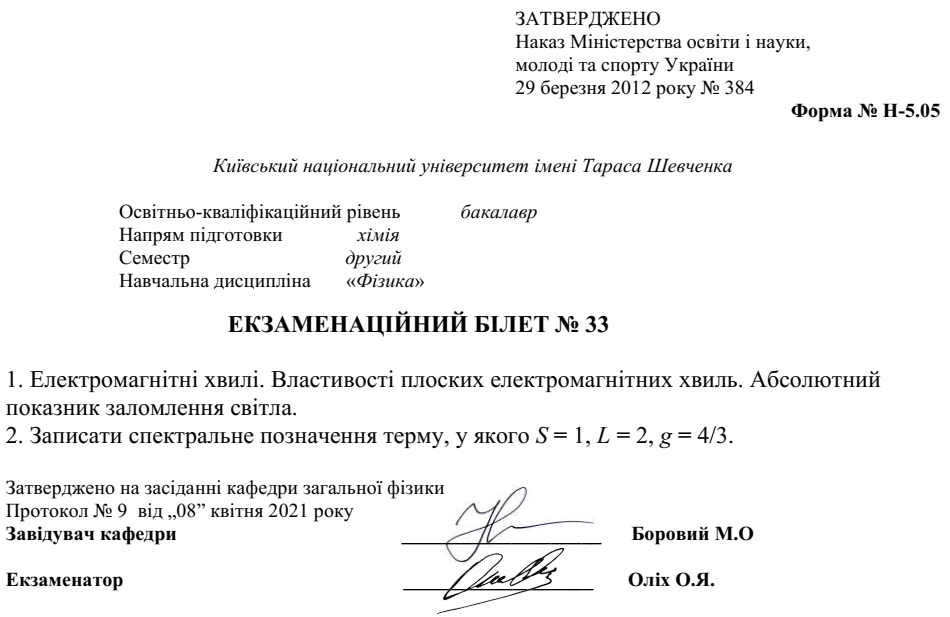 ЗАТВЕРДЖЕНО
Наказ Міністерства освіти і науки,
молоді та спорту України
29 березня 2012 року № 384
Форма № Н-5.05
Київський національний університет імені Тараса Шевченка
Освітньо-кваліфікаційний рівень бакалавр
Напрям підготовки хімія
Семестр другий
Навчальна дисципліна «Фізика»
ЕКЗАМЕНАЦІЙНИЙ БІЛЕТ № 33
1. Електромагнітні хвилі. Властивості плоских електромагнітних хвиль. Абсолютний
показник заломлення світла.
2. Записати спектральне позначення терму, у якого S = 1, L = 2, g = 4/3.
Затверджено на засіданні кафедри загальної фізики
Протокол № 9 від „08” квітня 2021 року
Завідувач кафедри Боровий М.О
Екзаменатор Оліх О.Я.